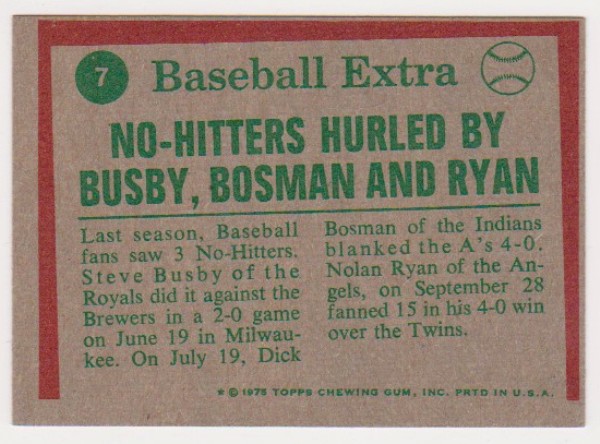 7
Baseball Extra
NO-HITTERS HURLED BY
BUSBY, BOSMAN AND RYAN
Last season, Baseball
fans saw 3 No-Hitters.
Steve Busby of the
Royals did it against the
Brewers in a 2-0 game
on June 19 in Milwau-
kee. On July 19, Dick
Bosman of the Indians
blanked the A's 4-0.
Nolan Ryan of the An-
gels, on September 28
fanned 15 in his 4-0 win
over the Twins.
* © 1975 TOPPS CHEWING GUM, INC. PRTD IN U.S.A.